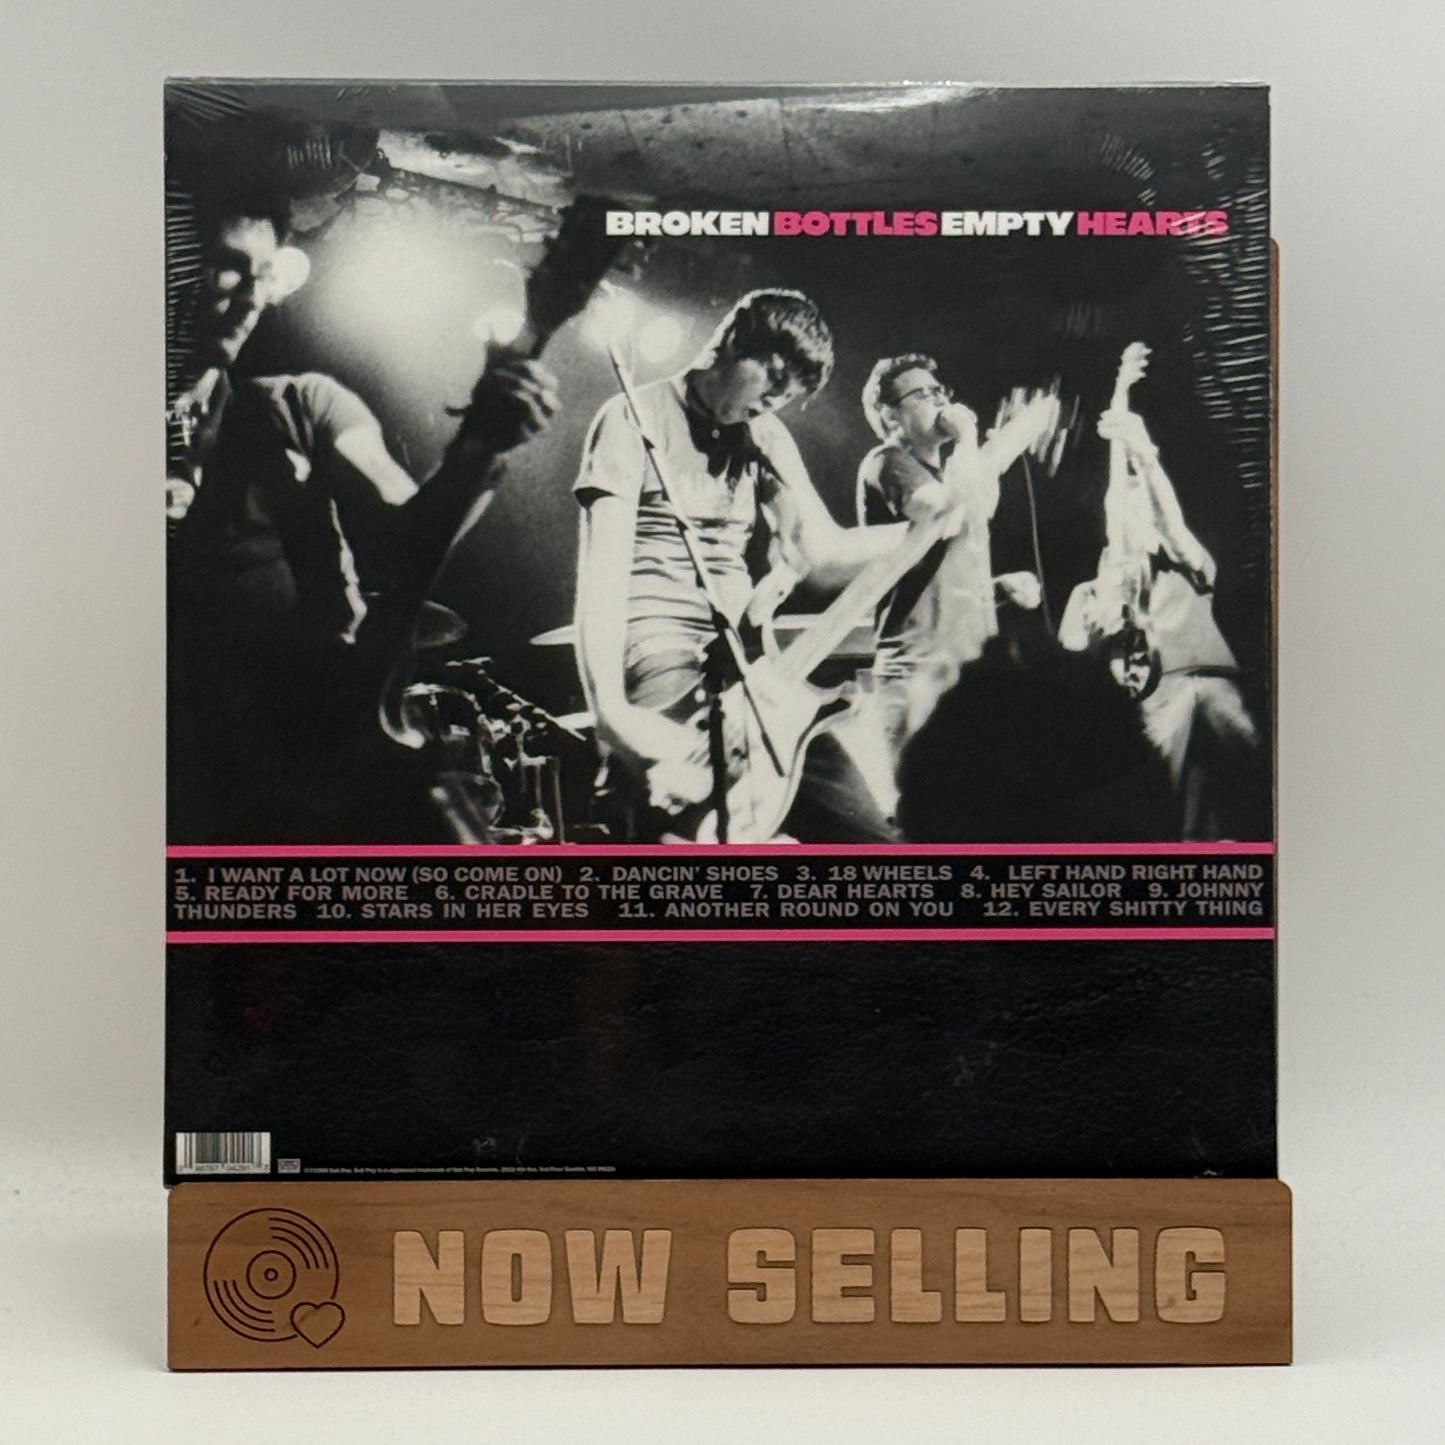 BROKEN BOTTLES EMPTY HEARTS
1. I WANT A LOT NOW (SO COME ON) 2. DANCIN' SHOES 3. 18 WHEELS 4. LEFT HAND RIGHT HAND
5. READY FOR MORE 6. CRADLE TO THE GRAVE 7. DEAR HEARTS 8. HEY SAILOR 9. JOHNNY
THUNDERS 10. STARS IN HER EYES 11. ANOTHER ROUND ON YOU 12. EVERY SHITTY THING
NOW SELLING